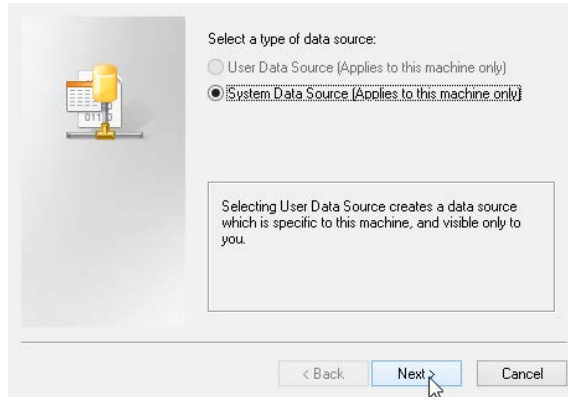 Select a type of data source:
User Data Source (Applies to this machine only)
System Data Source (Applies to this machine only)
Selecting User Data Source creates a data source
which is specific to this machine, and visible only to
you.
< Back
Next >
Cancel